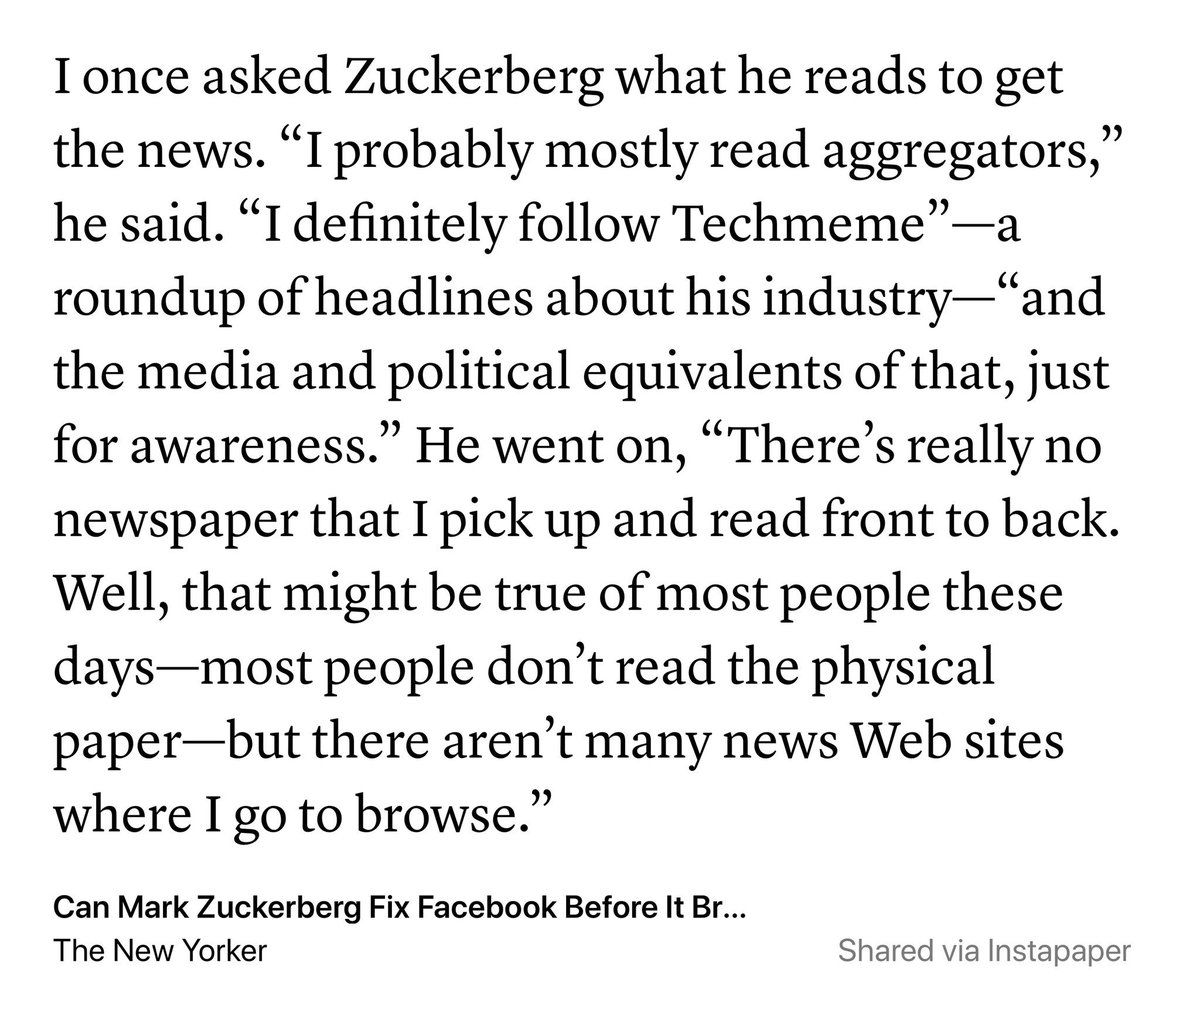 I once asked Zuckerberg what he reads to get
the news. “I probably mostly read aggregators,”
he said. “I definitely follow Techmeme”—a
roundup of headlines about his industry—“and
the media and political equivalents of that, just
for awareness.” He went on, “There’s really no
newspaper that I pick up and read front to back.
Well, that might be true of most people these
days—most people don’t read the physical
paper—but there aren’t many news Web sites
where I go to browse.”
Can Mark Zuckerberg Fix Facebook Before It Br...
The New Yorker
Shared via Instapaper